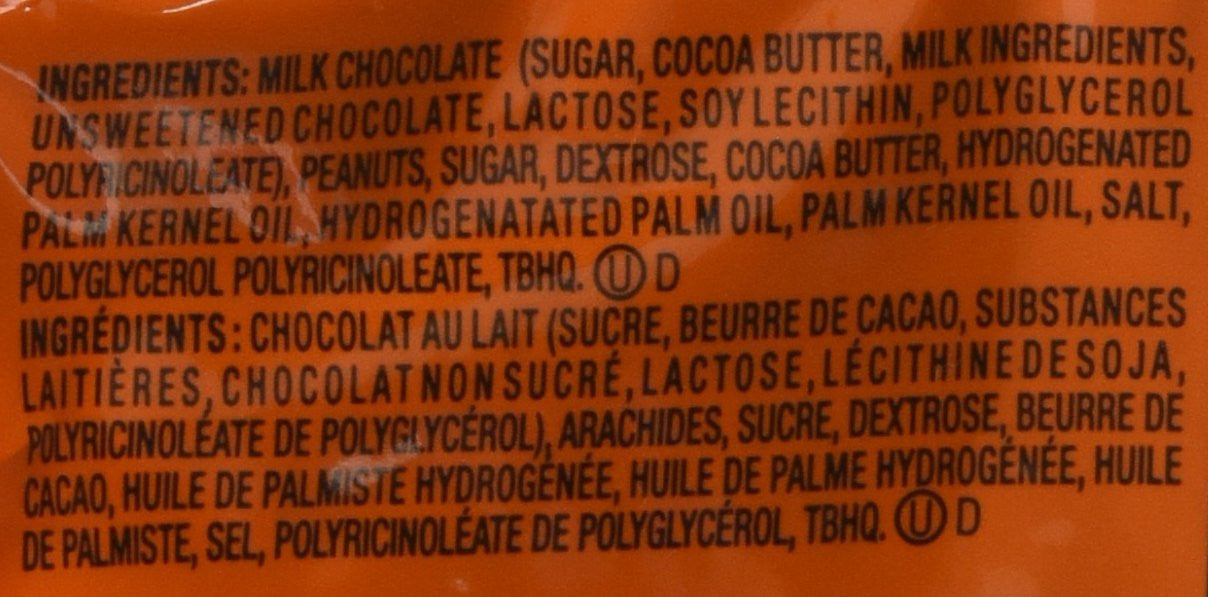 INGREDIENTS: MILK CHOCOLATE (SUGAR, COCOA BUTTER, MILK INGREDIENTS,
UNSWEETENED CHOCOLATE, LACTOSE, SOY LECITHIN, POLYGLYCEROL
POLYRICINOLEATE), PEANUTS, SUGAR, DEXTROSE, COCOA BUTTER, HYDROGENATED
PALM KERNEL OIL, HYDROGENATATED PALM OIL, PALM KERNEL OIL, SALT,
POLYGLYCEROL POLYRICINOLEATE, TBHQ. Ⓤ D
INGRÉDIENTS : CHOCOLAT AU LAIT (SUCRE, BEURRE DE CACAO, SUBSTANCES
LAITIÈRES, CHOCOLAT NON SUCRÉ, LACTOSE, LÉCITHINE DE SOJA,
POLYRICINOLÉATE DE POLYGLYCÉROL), ARACHIDES, SUCRE, DEXTROSE, BEURRE DE
CACAO, HUILE DE PALMISTE HYDROGÉNÉE, HUILE DE PALME HYDROGÉNÉE, HUILE
DE PALMISTE, SEL, POLYRICINOLÉATE DE POLYGLYCÉROL, TBHQ. Ⓤ D